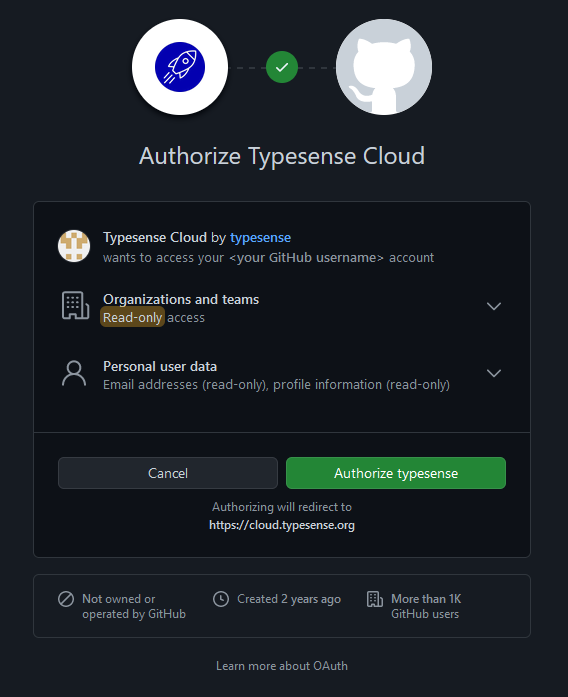 Authorize Typesense Cloud
Typesense Cloud by typesense
wants to access your <your GitHub username> account
Organizations and teams
Read-only access
Personal user data
Email addresses (read-only), profile information (read-only)
Cancel
Authorize typesense
Authorizing will redirect to
https://cloud.typesense.org
Not owned or
operated by GitHub
Created 2 years ago
More than 1K
GitHub users
Learn more about OAuth